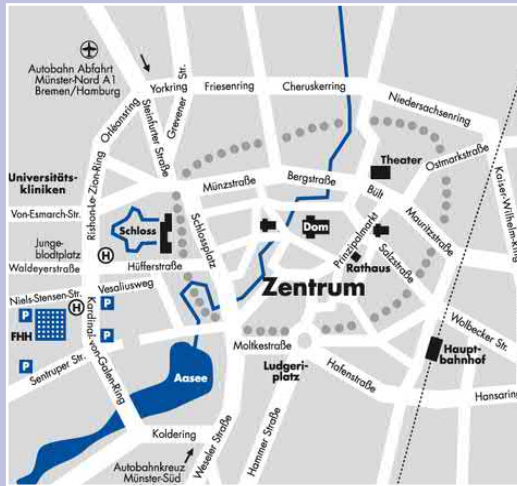 Autobahn Abfahrt
Münster-Nord A1
Bremen/Hamburg
Yorkring
Friesenring
Cheruskerring
Niedersachsenring
Orléansring
Steinfurter Straße
Grevener Str.
Theater
Ostmarkstraße
Universitäts-
kliniken
Rishon-Le-Zion-Ring
Münzstraße
Bergstraße
Bült
Kaiser-Wilhelm-Ring
Von-Esmarch-Str.
Schloss
Schlossplatz
Dom
Prinzipalmarkt
Mauritzstraße
Junge-
blodtplatz
H
Salzstraße
Rathaus
Waldeyerstraße
Hüfferstraße
Zentrum
Niels-Stensen-Str.
Vesaliusweg
H
P
P
FHH
Kardinal-von-Galen-Ring
Wolbecker Str.
Moltkestraße
Haupt-
bahnhof
P
P
Sentruper Str.
Aasee
Ludgeri-
platz
Hafenstraße
Hansaring
Koldering
Weseler Straße
Hammer Straße
Autobahnkreuz
Münster-Süd